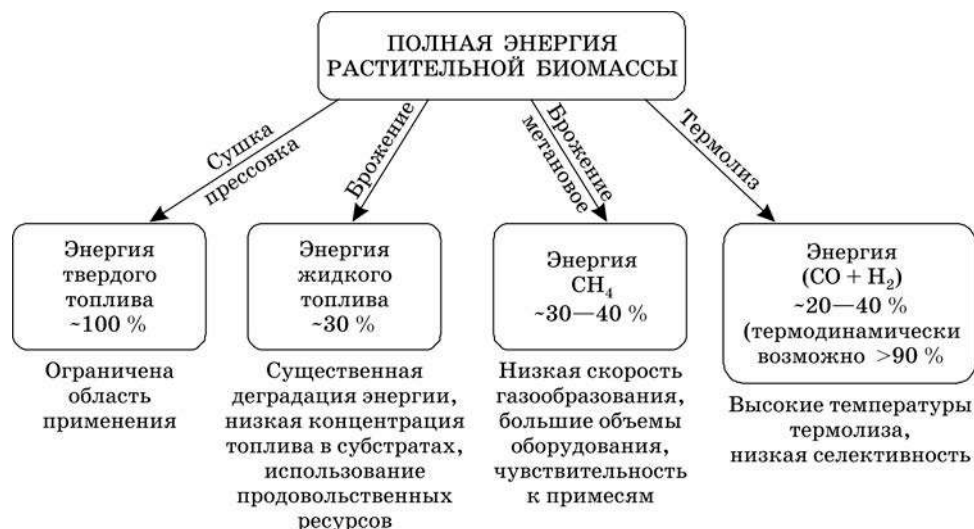 ПОЛНАЯ ЭНЕРГИЯ
РАСТИТЕЛЬНОЙ БИОМАССЫ
Сушка
прессовка
Брожение
Брожение
метановое
Термолиз
Энергия
твердого
топлива
~100 %
Ограничена
область
применения
Энергия
жидкого
топлива
~30 %
Существенная
деградация энергии,
низкая концентрация
топлива в субстратах,
использование
продовольственных
ресурсов
Энергия
CH₄
~30—40 %
Низкая скорость
газообразования,
большие объемы
оборудования,
чувствительность
к примесям
Энергия
(CO + H₂)
~20—40 %
(термодинамически
возможно >90 %
Высокие температуры
термолиза,
низкая селективность